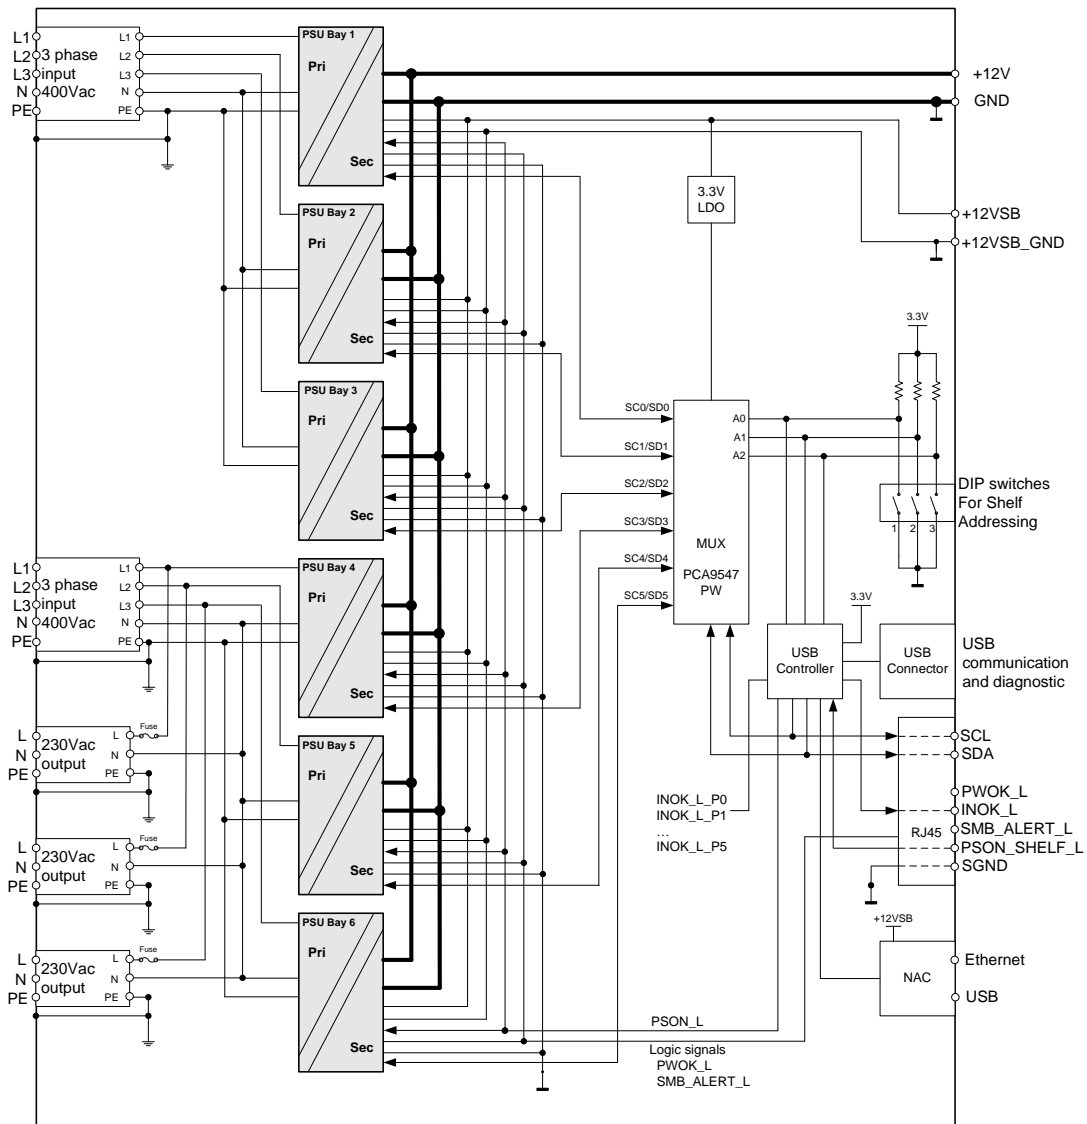 L1
L2
L3
N
PE
3 phase
input
400Vac
L1
L2
L3
N
PE
PSU Bay 1
Pri
Sec
+12V
GND
3.3V
LDO
+12VSB
+12VSB_GND
PSU Bay 2
Pri
Sec
PSU Bay 3
Pri
Sec
SC0/SD0
SC1/SD1
SC2/SD2
SC3/SD3
SC4/SD4
SC5/SD5
MUX
PCA9547
PW
A0
A1
A2
3.3V
1 2 3
DIP switches
For Shelf
Addressing
L1
L2
L3
N
PE
3 phase
input
400Vac
L1
L2
L3
N
PE
PSU Bay 4
Pri
Sec
3.3V
USB
Controller
USB
Connector
USB
communication
and diagnostic
L
N
PE
230Vac
output
L
N
PE
Fuse
PSU Bay 5
Pri
Sec
INOK_L_P0
INOK_L_P1
...
INOK_L_P5
RJ45
SCL
SDA
PWOK_L
INOK_L
SMB_ALERT_L
PSON_SHELF_L
SGND
L
N
PE
230Vac
output
L
N
PE
Fuse
PSU Bay 6
Pri
Sec
L
N
PE
230Vac
output
L
N
PE
Fuse
+12VSB
NAC
Ethernet
USB
PSON_L
Logic signals
PWOK_L
SMB_ALERT_L